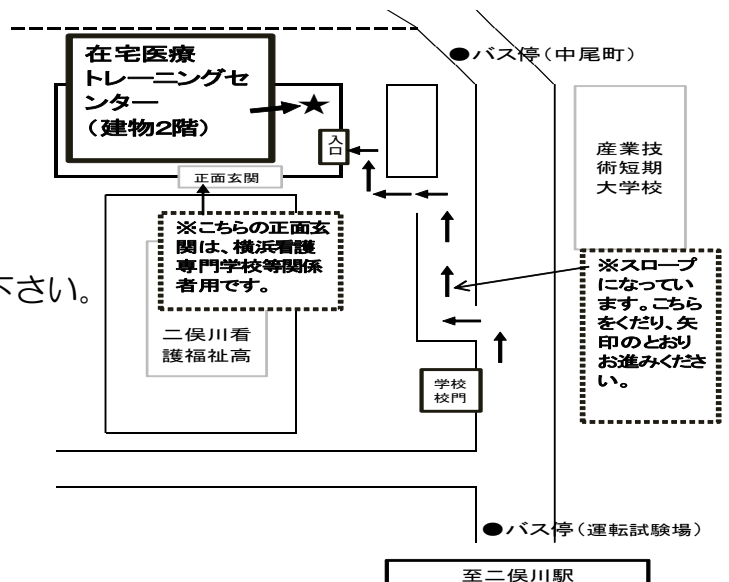 在宅医療
トレーニングセ
ンター
(建物2階)
★
●バス停(中尾町)
入口
正面玄関
産業技
術短期
大学校
※こちらの正面玄
関は、横浜看護
専門学校等関係
者用です。
下さい。
二俣川看
護福祉高
※スロープ
になってい
ます。こちら
をくだり、矢
印のとおり
お進みくださ
い。
学校
校門
●バス停(運転試験場)
至二俣川駅